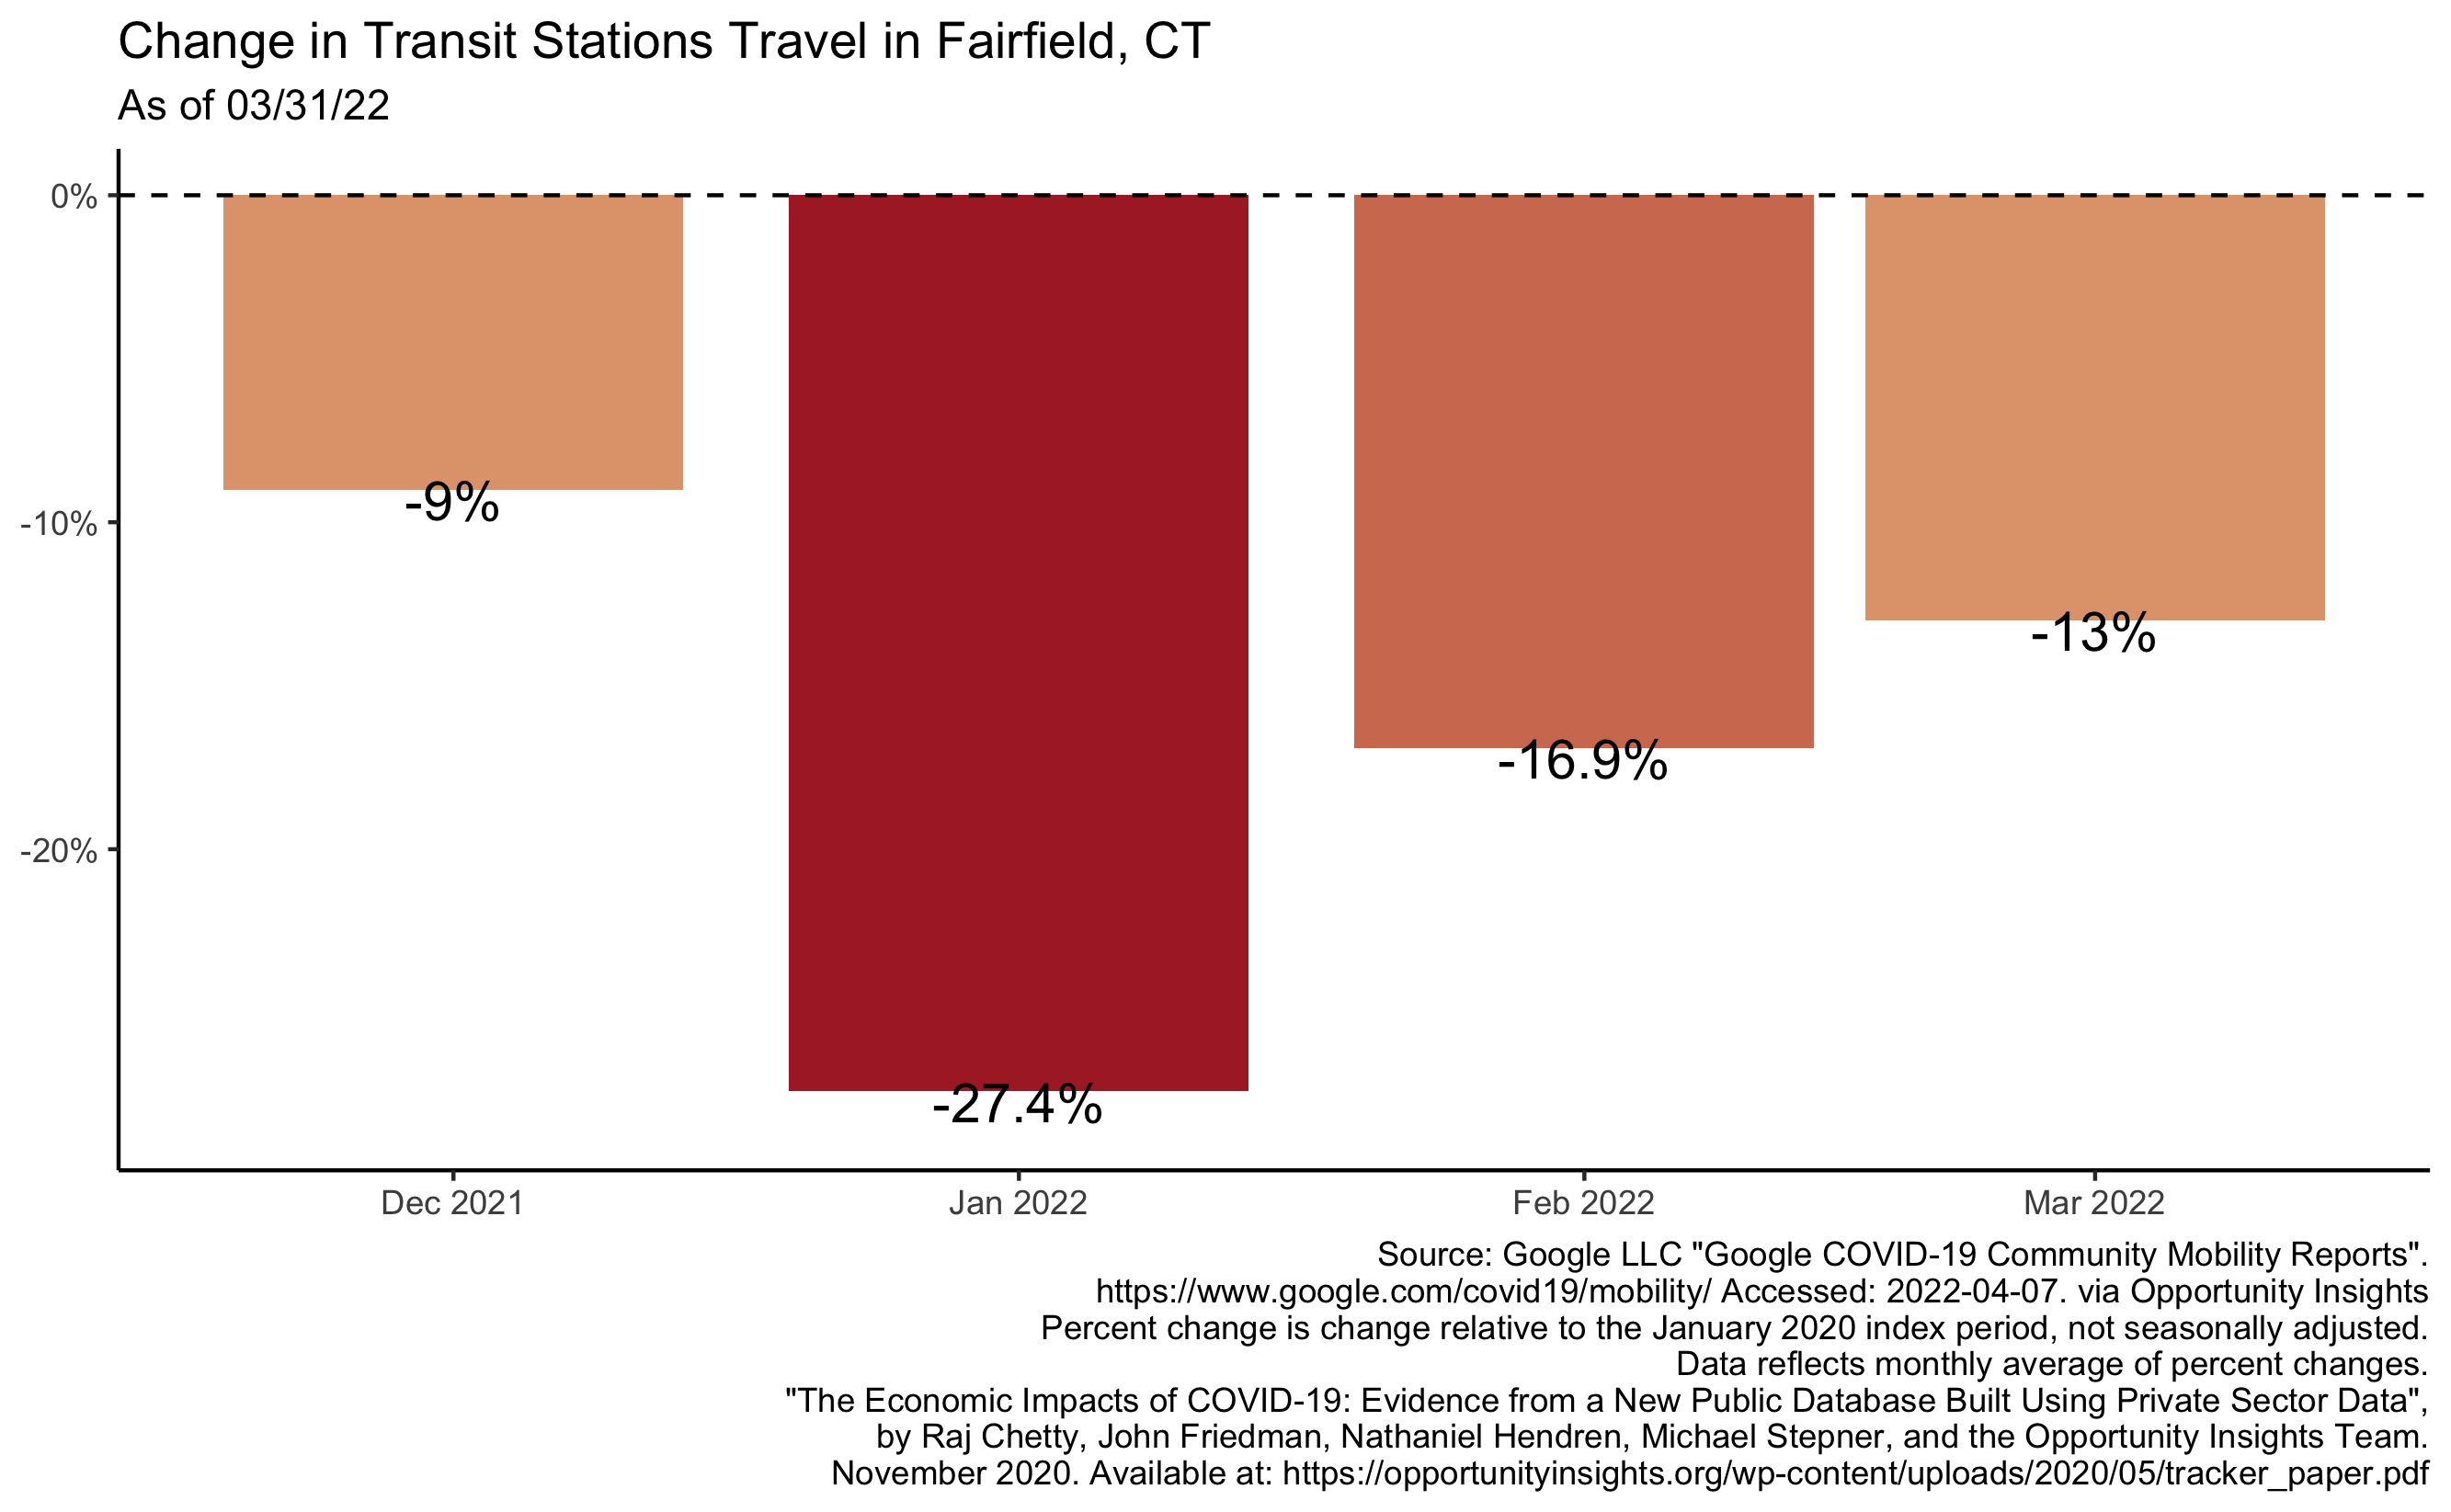 Change in Transit Stations Travel in Fairfield, CT
As of 03/31/22
0%
-10%
-20%
-9%
-27.4%
-16.9%
-13%
Dec 2021
Jan 2022
Feb 2022
Mar 2022
Source: Google LLC "Google COVID-19 Community Mobility Reports".
https://www.google.com/covid19/mobility/ Accessed: 2022-04-07. via Opportunity Insights
Percent change is change relative to the January 2020 index period, not seasonally adjusted.
Data reflects monthly average of percent changes.
"The Economic Impacts of COVID-19: Evidence from a New Public Database Built Using Private Sector Data",
by Raj Chetty, John Friedman, Nathaniel Hendren, Michael Stepner, and the Opportunity Insights Team.
November 2020. Available at: https://opportunityinsights.org/wp-content/uploads/2020/05/tracker_paper.pdf